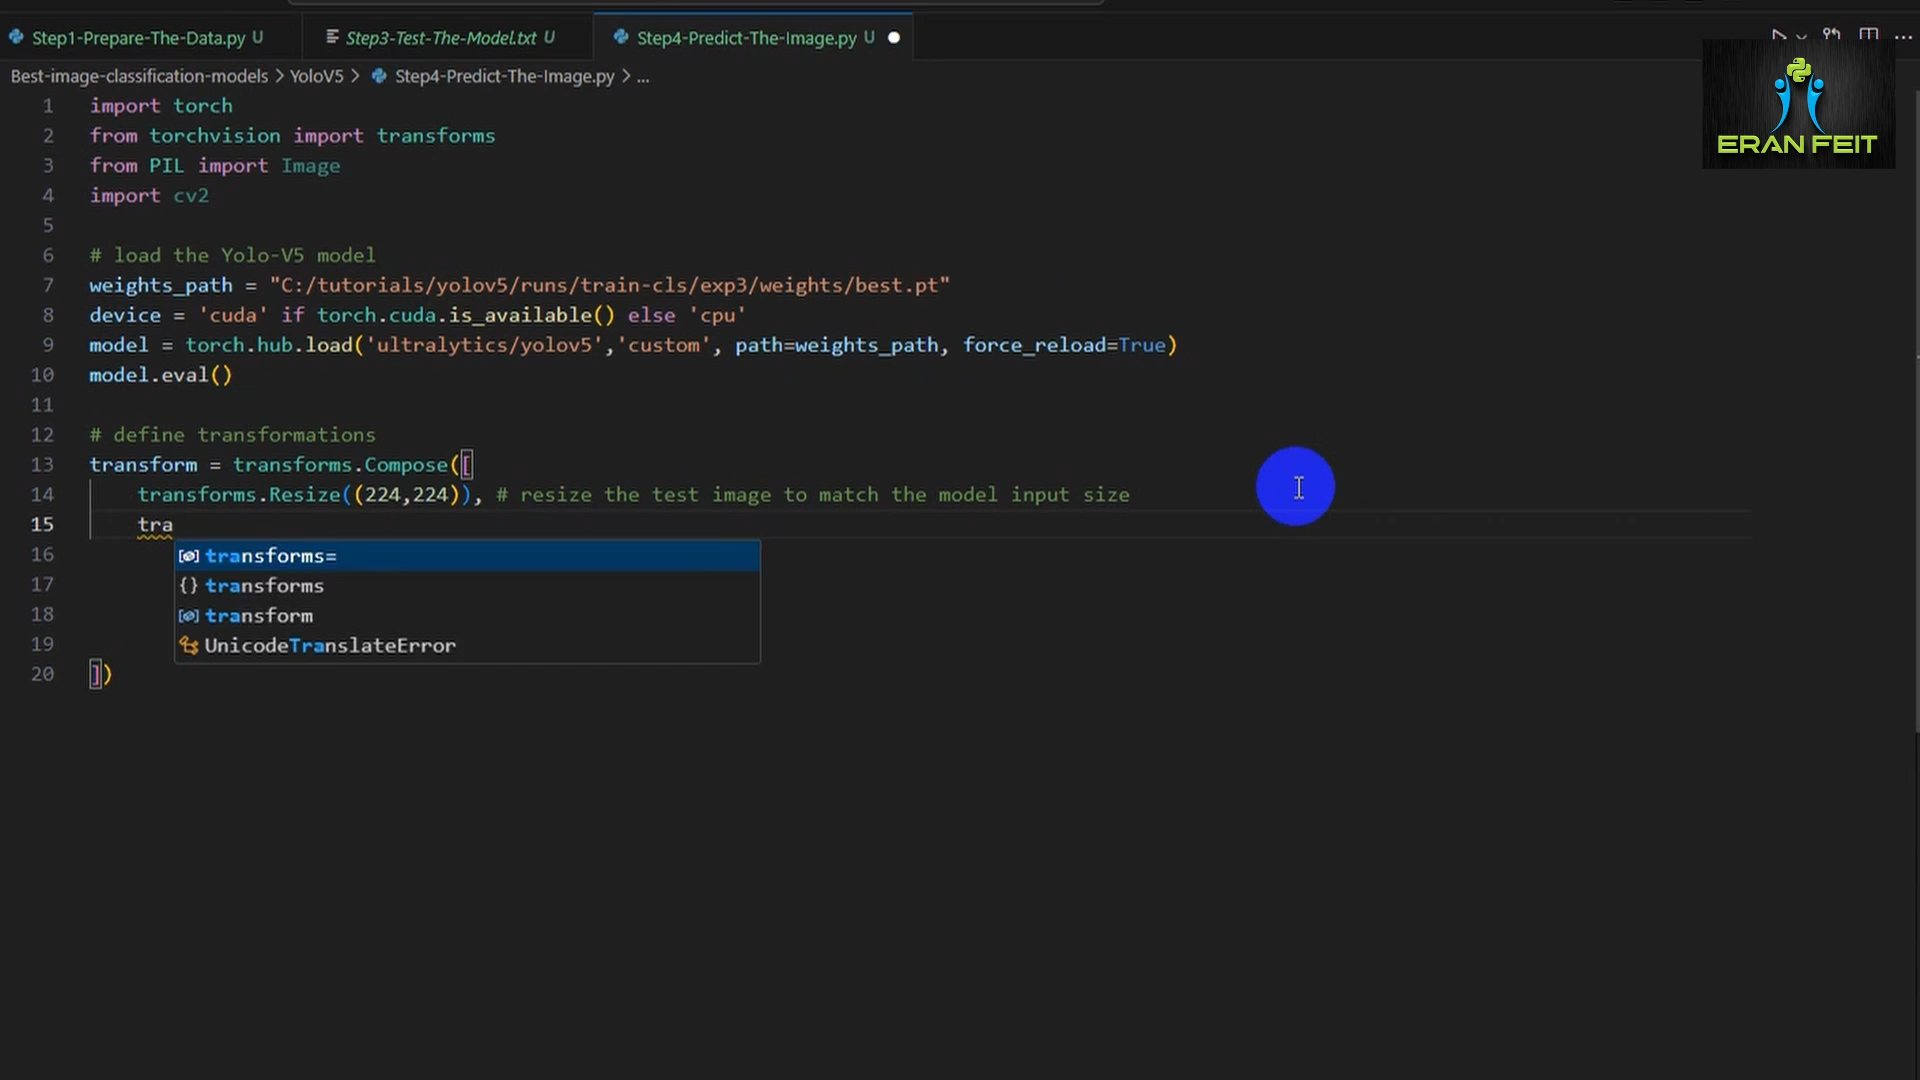 Step1-Prepare-The-Data.py U Step3-Test-The-Model.txt U Step4-Predict-The-Image.py U
Best-image-classification-models > YoloV5 > Step4-Predict-The-Image.py > ...
ERAN FEIT
1 import torch
2 from torchvision import transforms
3 from PIL import Image
4 import cv2
5
6 # load the Yolo-V5 model
7 weights_path = "C:/tutorials/yolov5/runs/train-cls/exp3/weights/best.pt"
8 device = 'cuda' if torch.cuda.is_available() else 'cpu'
9 model = torch.hub.load('ultralytics/yolov5','custom', path=weights_path, force_reload=True)
10 model.eval()
11
12 # define transformations
13 transform = transforms.Compose([
14 transforms.Resize((224,224)), # resize the test image to match the model input size
15 tra
16 transforms=
17 transforms
18 transform
19 UnicodeTranslateError
20 ])